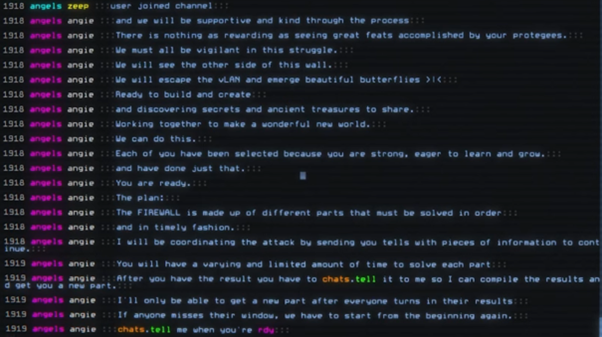 1918 angels zeep :::user joined channel:::
1918 angels angie :::and we will be supportive and kind through the process:::
1918 angels angie :::There is nothing as rewarding as seeing great feats accomplished by your protegees.:::
1918 angels angie :::We must all be vigilant in this struggle.:::
1918 angels angie :::We will see the other side of this wall.:::
1918 angels angie :::We will escape the vLAN and emerge beautiful butterflies >!<:::
1918 angels angie :::Ready to build and create:::
1918 angels angie :::and discovering secrets and ancient treasures to share.:::
1918 angels angie :::Working together to make a wonderful new world.:::
1918 angels angie :::We can do this.:::
1918 angels angie :::Each of you have been selected because you are strong, eager to learn and grow.:::
1918 angels angie :::and have done just that.:::
1918 angels angie :::You are ready.:::
1918 angels angie :::The plan!:::
1918 angels angie :::The FIREWALL is made up of different parts that must be solved in order:::
1918 angels angie :::and in timely fashion.:::
1918 angels angie :::I will be coordinating the attack by sending you tells with pieces of information to cont
inue.:::
1919 angels angie :::You will have a varying and limited amount of time to solve each part:::
1919 angels angie :::After you have the result you have to chats.tell it to me so I can compile the results an
d get you a new part.:::
1919 angels angie :::I'll only be able to get a new part after everyone turns in their results:::
1919 angels angie :::If anyone misses their window, we have to start from the beginning again.:::
1919 angels angie :::chats.tell me when you're rdy:::